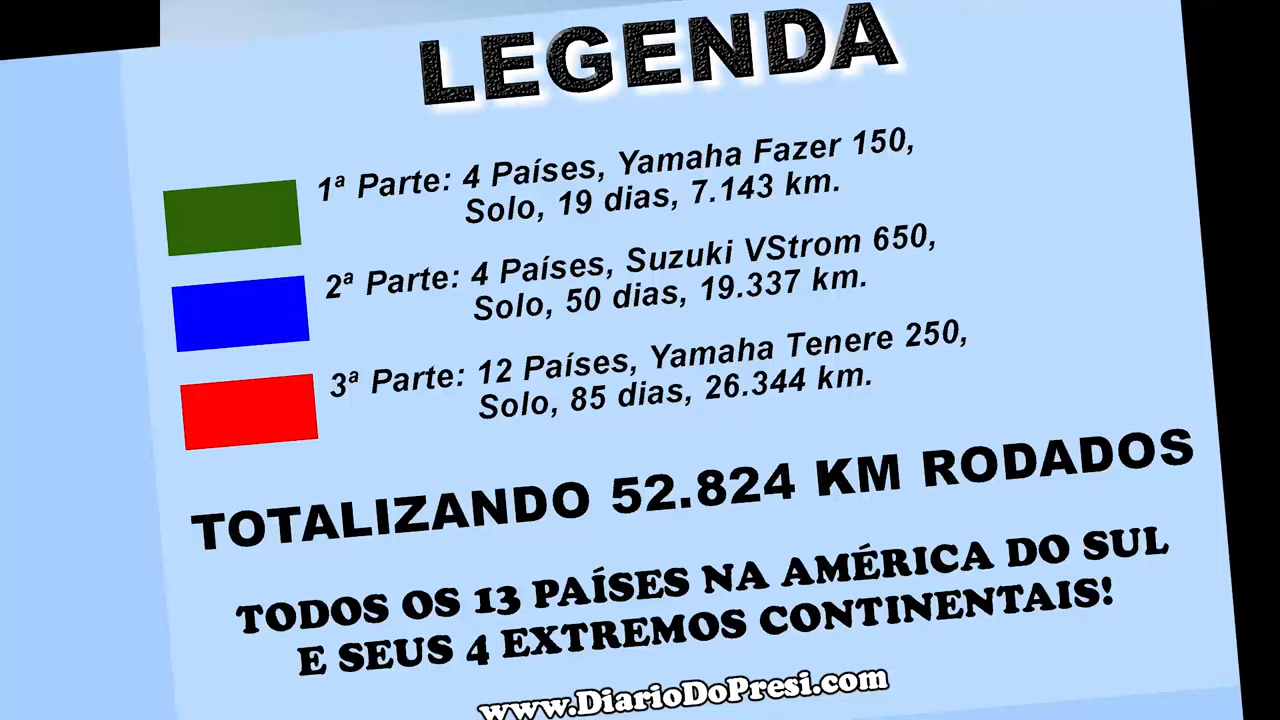 LEGENDA
1ª Parte: 4 Países, Yamaha Fazer 150,
Solo, 19 dias, 7.143 km.
2ª Parte: 4 Países, Suzuki VStrom 650,
Solo, 50 dias, 19.337 km.
3ª Parte: 12 Países, Yamaha Tenere 250,
Solo, 85 dias, 26.344 km.
TOTALIZANDO 52.824 KM RODADOS
TODOS OS 13 PAÍSES NA AMÉRICA DO SUL
E SEUS 4 EXTREMOS CONTINENTAIS!
www.DiarioDoPresi.com